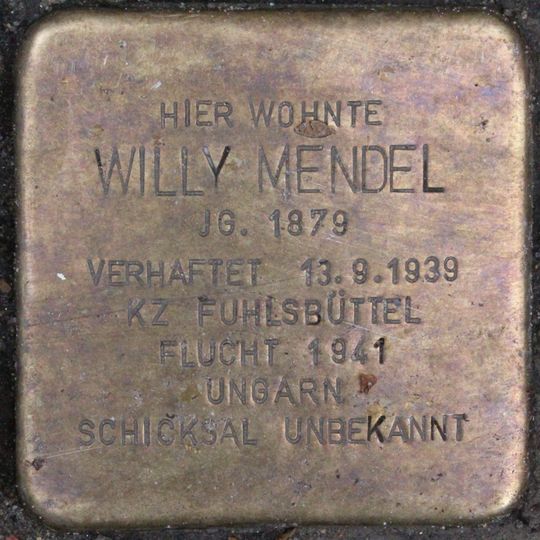 HIER WOHNTE
WILLY MENDEL
JG. 1879
VERHAFTET 13.9.1939
KZ FUHLSBÜTTEL
FLUCHT 1941
UNGARN
SCHICKSAL UNBEKANNT